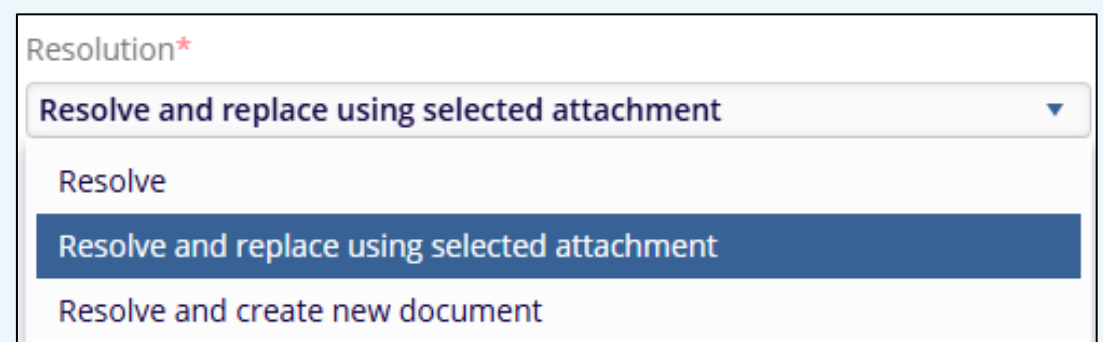 Resolution*
Resolve and replace using selected attachment
Resolve
Resolve and replace using selected attachment
Resolve and create new document